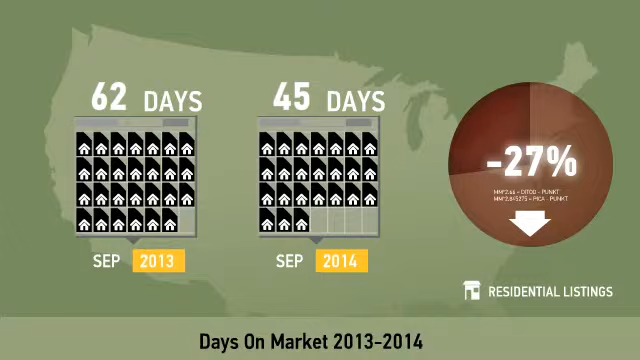 62 DAYS
45 DAYS
-27%
SEP 2013
SEP 2014
RESIDENTIAL LISTINGS
Days On Market 2013-2014